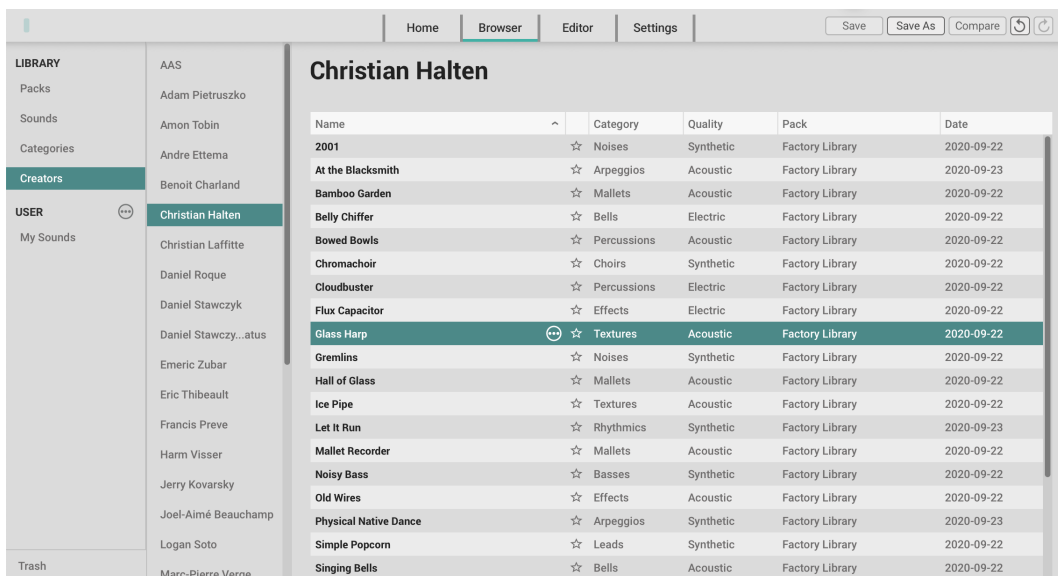 Home Browser Editor Settings Save Save As Compare
LIBRARY
Packs
Sounds
Categories
Creators
USER
My Sounds
Trash
AAS
Adam Pietruszko
Amon Tobin
Andre Ettema
Benoit Charland
Christian Halten
Christian Laffitte
Daniel Roque
Daniel Stawczyk
Daniel Stawczy...atus
Emeric Zubar
Eric Thibeault
Francis Preve
Harm Visser
Jerry Kovarsky
Joel-Aimé Beauchamp
Logan Soto
Marc-Pierre Verge
Christian Halten
Name Category Quality Pack Date
2001 Noises Synthetic Factory Library 2020-09-22
At the Blacksmith Arpeggios Acoustic Factory Library 2020-09-23
Bamboo Garden Mallets Acoustic Factory Library 2020-09-22
Belly Chiffer Bells Electric Factory Library 2020-09-22
Bowed Bowls Percussions Acoustic Factory Library 2020-09-22
Chromachoir Choirs Synthetic Factory Library 2020-09-22
Cloudbuster Percussions Electric Factory Library 2020-09-22
Flux Capacitor Effects Electric Factory Library 2020-09-22
Glass Harp Textures Acoustic Factory Library 2020-09-22
Gremlins Noises Synthetic Factory Library 2020-09-22
Hall of Glass Mallets Acoustic Factory Library 2020-09-22
Ice Pipe Textures Acoustic Factory Library 2020-09-22
Let It Run Rhythmics Synthetic Factory Library 2020-09-23
Mallet Recorder Mallets Acoustic Factory Library 2020-09-22
Noisy Bass Basses Synthetic Factory Library 2020-09-22
Old Wires Effects Acoustic Factory Library 2020-09-22
Physical Native Dance Arpeggios Synthetic Factory Library 2020-09-23
Simple Popcorn Leads Synthetic Factory Library 2020-09-22
Singing Bells Bells Acoustic Factory Library 2020-09-22